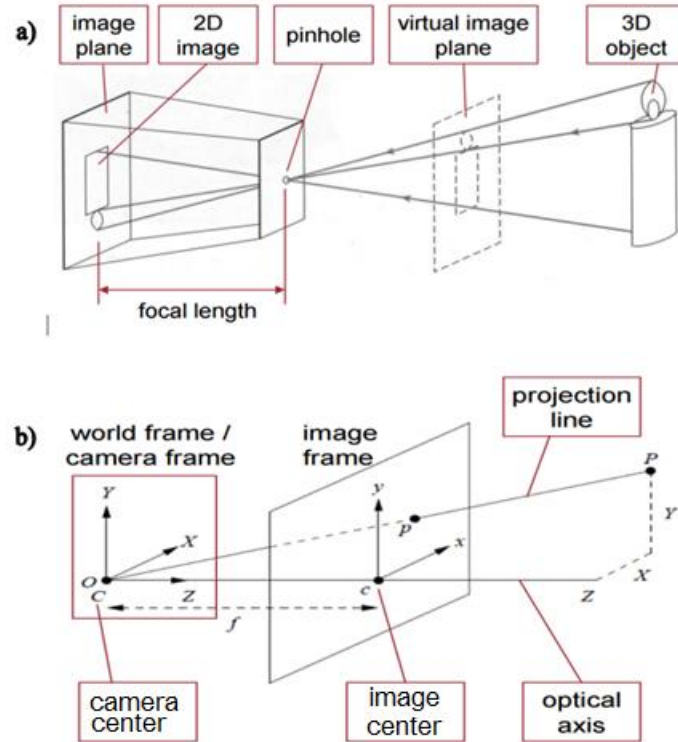 a)
image
plane
2D
image
pinhole
virtual image
plane
3D
object
focal length
b)
world frame /
camera frame
image
frame
projection
line
Y
X
O
C
Z
y
x
p
c
P
Y
X
Z
f
camera
center
image
center
optical
axis